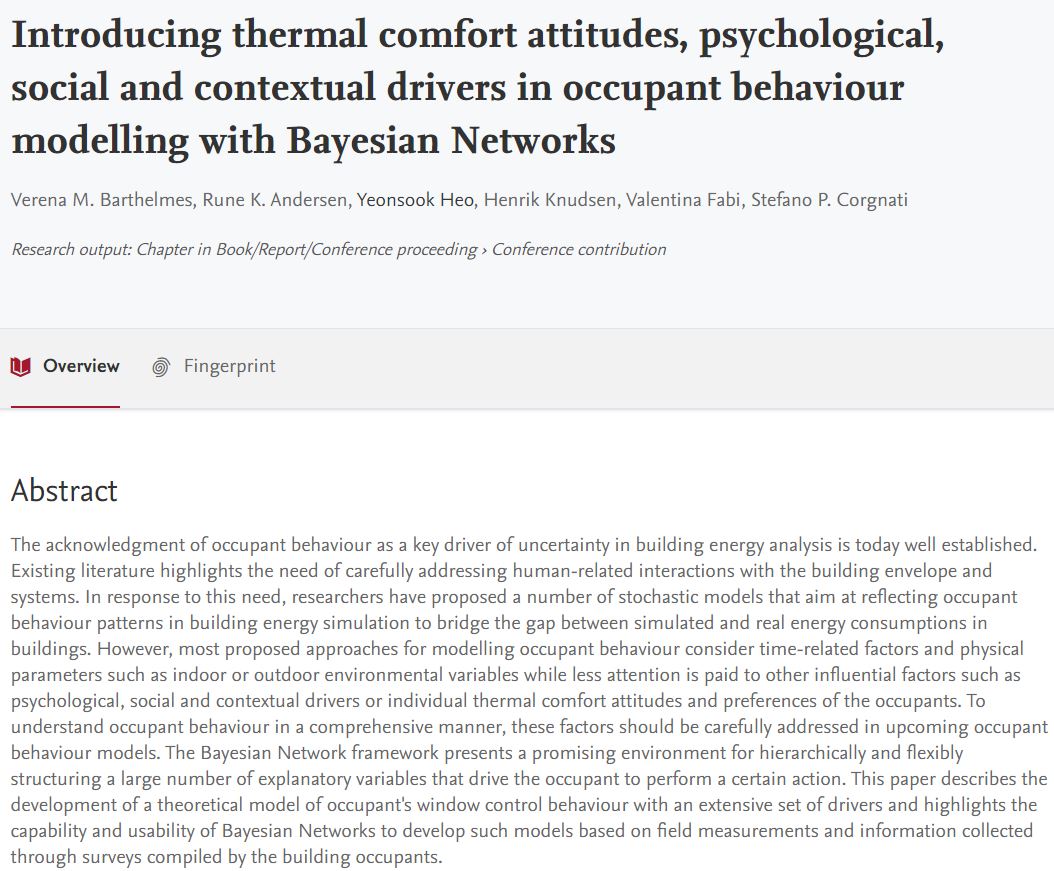 Introducing thermal comfort attitudes, psychological,
social and contextual drivers in occupant behaviour
modelling with Bayesian Networks
Verena M. Barthelmes, Rune K. Andersen, Yeonsook Heo, Henrik Knudsen, Valentina Fabi, Stefano P. Corgnati
Research output: Chapter in Book/Report/Conference proceeding › Conference contribution
Overview Fingerprint
Abstract
The acknowledgment of occupant behaviour as a key driver of uncertainty in building energy analysis is today well established.
Existing literature highlights the need of carefully addressing human-related interactions with the building envelope and
systems. In response to this need, researchers have proposed a number of stochastic models that aim at reflecting occupant
behaviour patterns in building energy simulation to bridge the gap between simulated and real energy consumptions in
buildings. However, most proposed approaches for modelling occupant behaviour consider time-related factors and physical
parameters such as indoor or outdoor environmental variables while less attention is paid to other influential factors such as
psychological, social and contextual drivers or individual thermal comfort attitudes and preferences of the occupants. To
understand occupant behaviour in a comprehensive manner, these factors should be carefully addressed in upcoming occupant
behaviour models. The Bayesian Network framework presents a promising environment for hierarchically and flexibly
structuring a large number of explanatory variables that drive the occupant to perform a certain action. This paper describes the
development of a theoretical model of occupant's window control behaviour with an extensive set of drivers and highlights the
capability and usability of Bayesian Networks to develop such models based on field measurements and information collected
through surveys compiled by the building occupants.